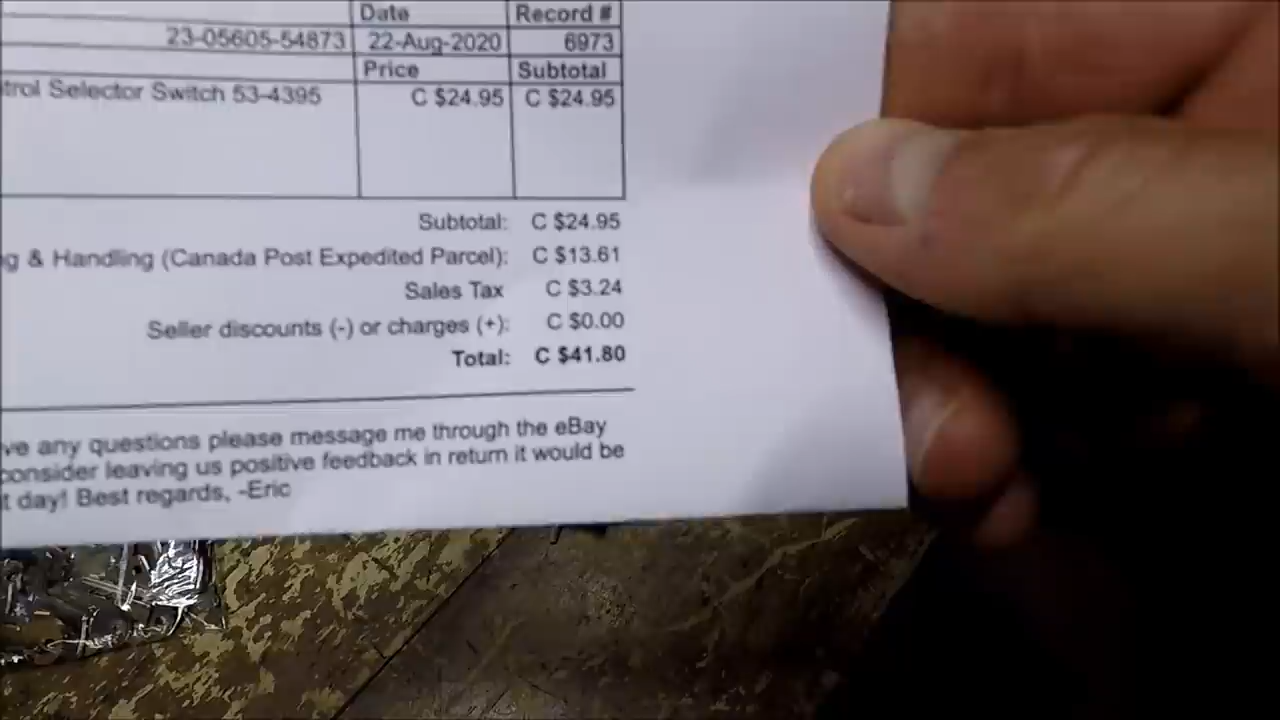 Date Record #
23-05605-54873 22-Aug-2020 6973
Price Subtotal
trol Selector Switch 53-4395 C $24.95 C $24.95
Subtotal: C $24.95
g & Handling (Canada Post Expedited Parcel): C $13.61
Sales Tax C $3.24
Seller discounts (-) or charges (+): C $0.00
Total: C $41.80
ve any questions please message me through the eBay
consider leaving us positive feedback in return it would be
t day! Best regards, -Eric